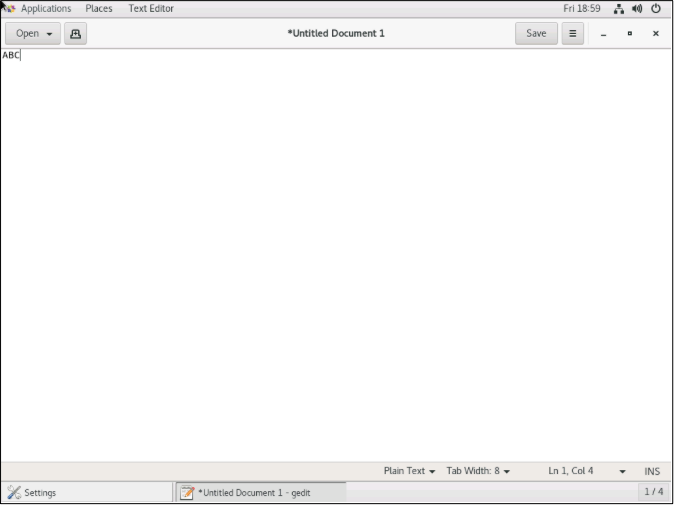 Applications Places Text Editor Fri 18:59
Open *Untitled Document 1 Save
ABC
Plain Text Tab Width: 8 Ln 1, Col 4 INS
Settings *Untitled Document 1 - gedit 1 / 4